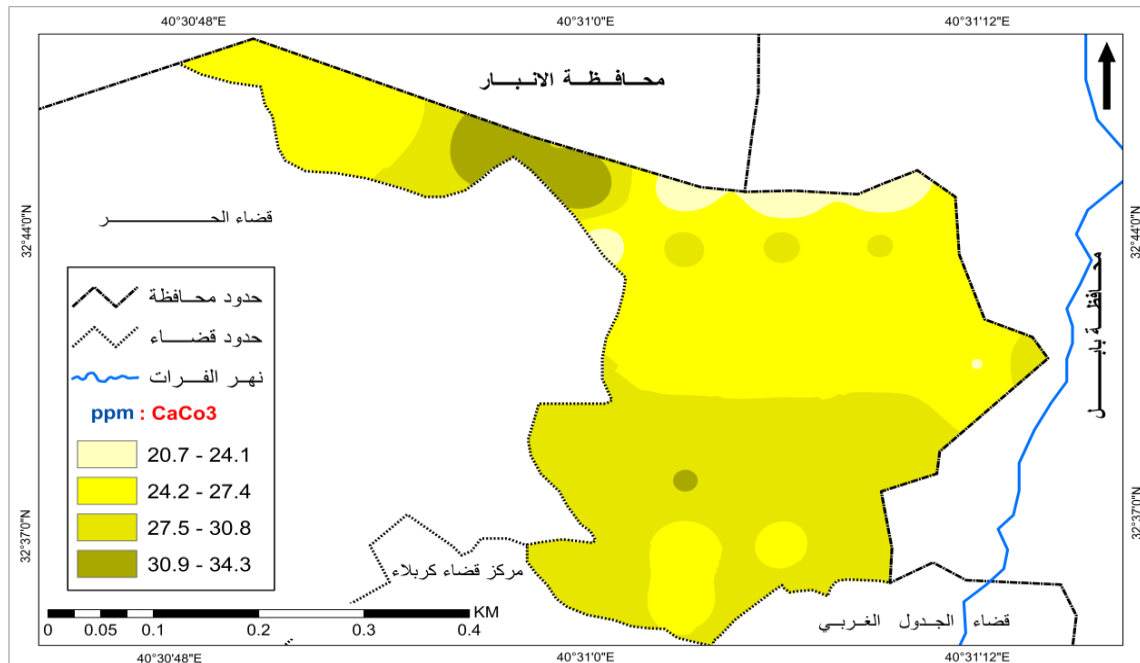 40°30'48"E
40°31'0"E
40°31'12"E
محافظة الانبار
32°44'0"N
32°44'0"N
قضاء الحر
محافظة بابل
حدود محافظة
حدود قضاء
نهر الفرات
ppm : CaCo3
20.7 - 24.1
24.2 - 27.4
27.5 - 30.8
30.9 - 34.3
32°37'0"N
32°37'0"N
مركز قضاء كربلاء
قضاء الجدول الغربي
KM
0 0.05 0.1 0.2 0.3 0.4
40°30'48"E
40°31'0"E
40°31'12"E